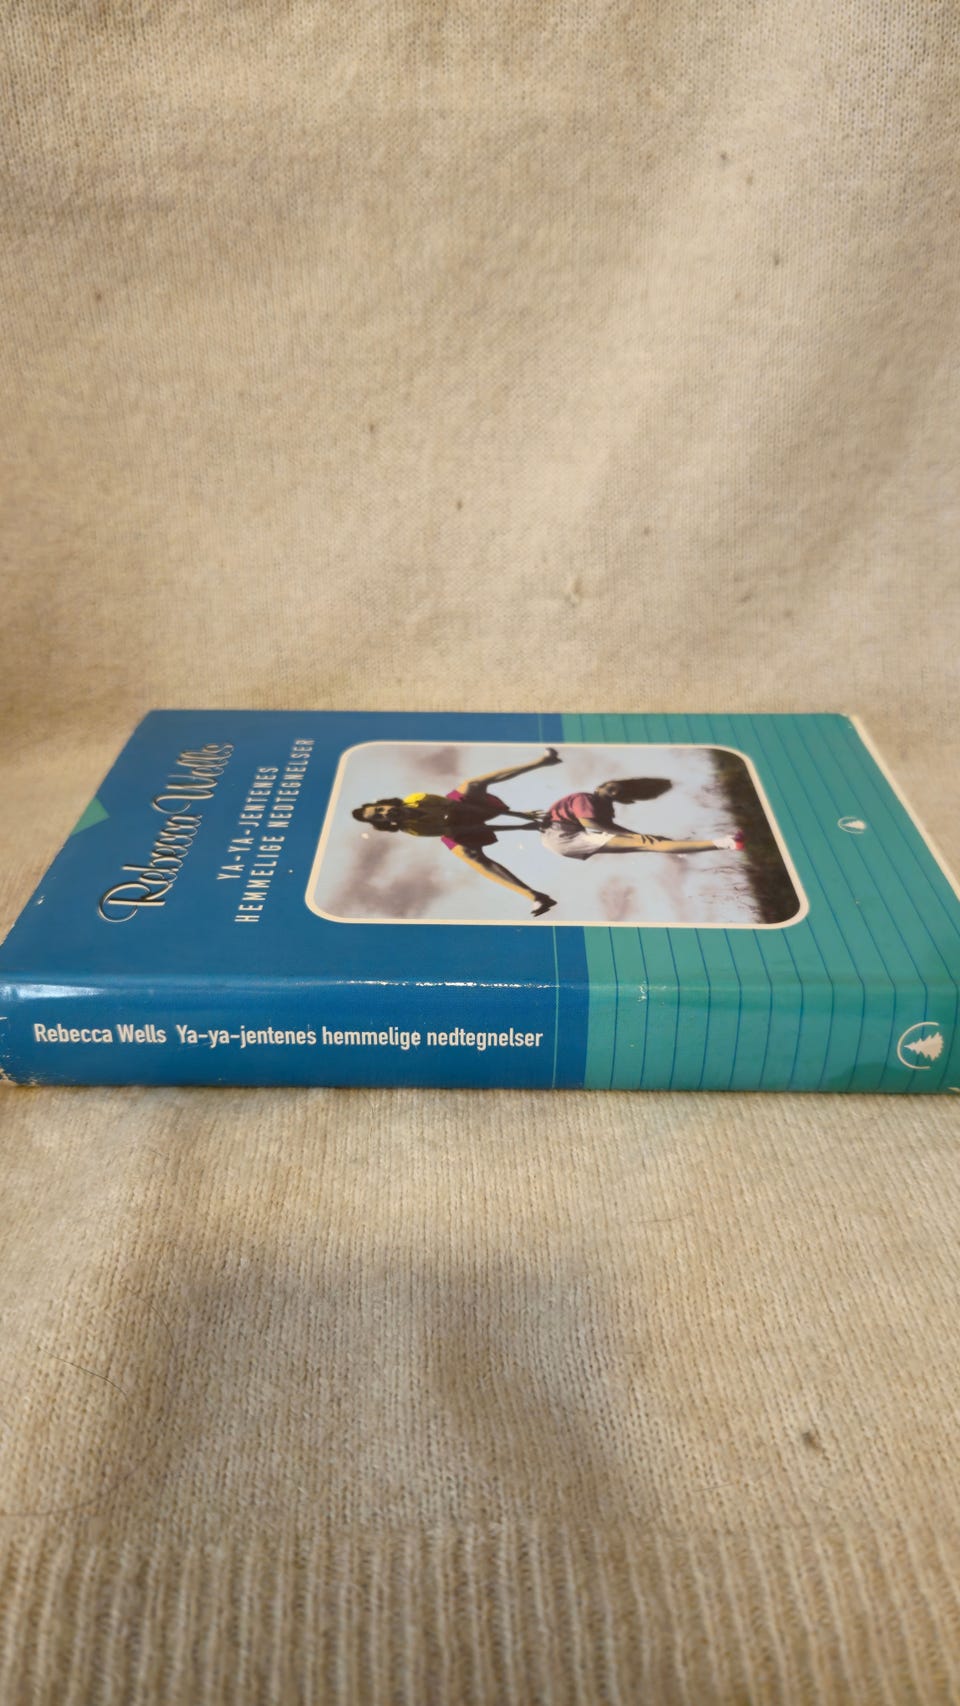 Rebecca Wells
YA-YA-JENTENES
HEMMELIGE NEDTEGNELSER
Rebecca Wells Ya-ya-jentenes hemmelige nedtegnelser